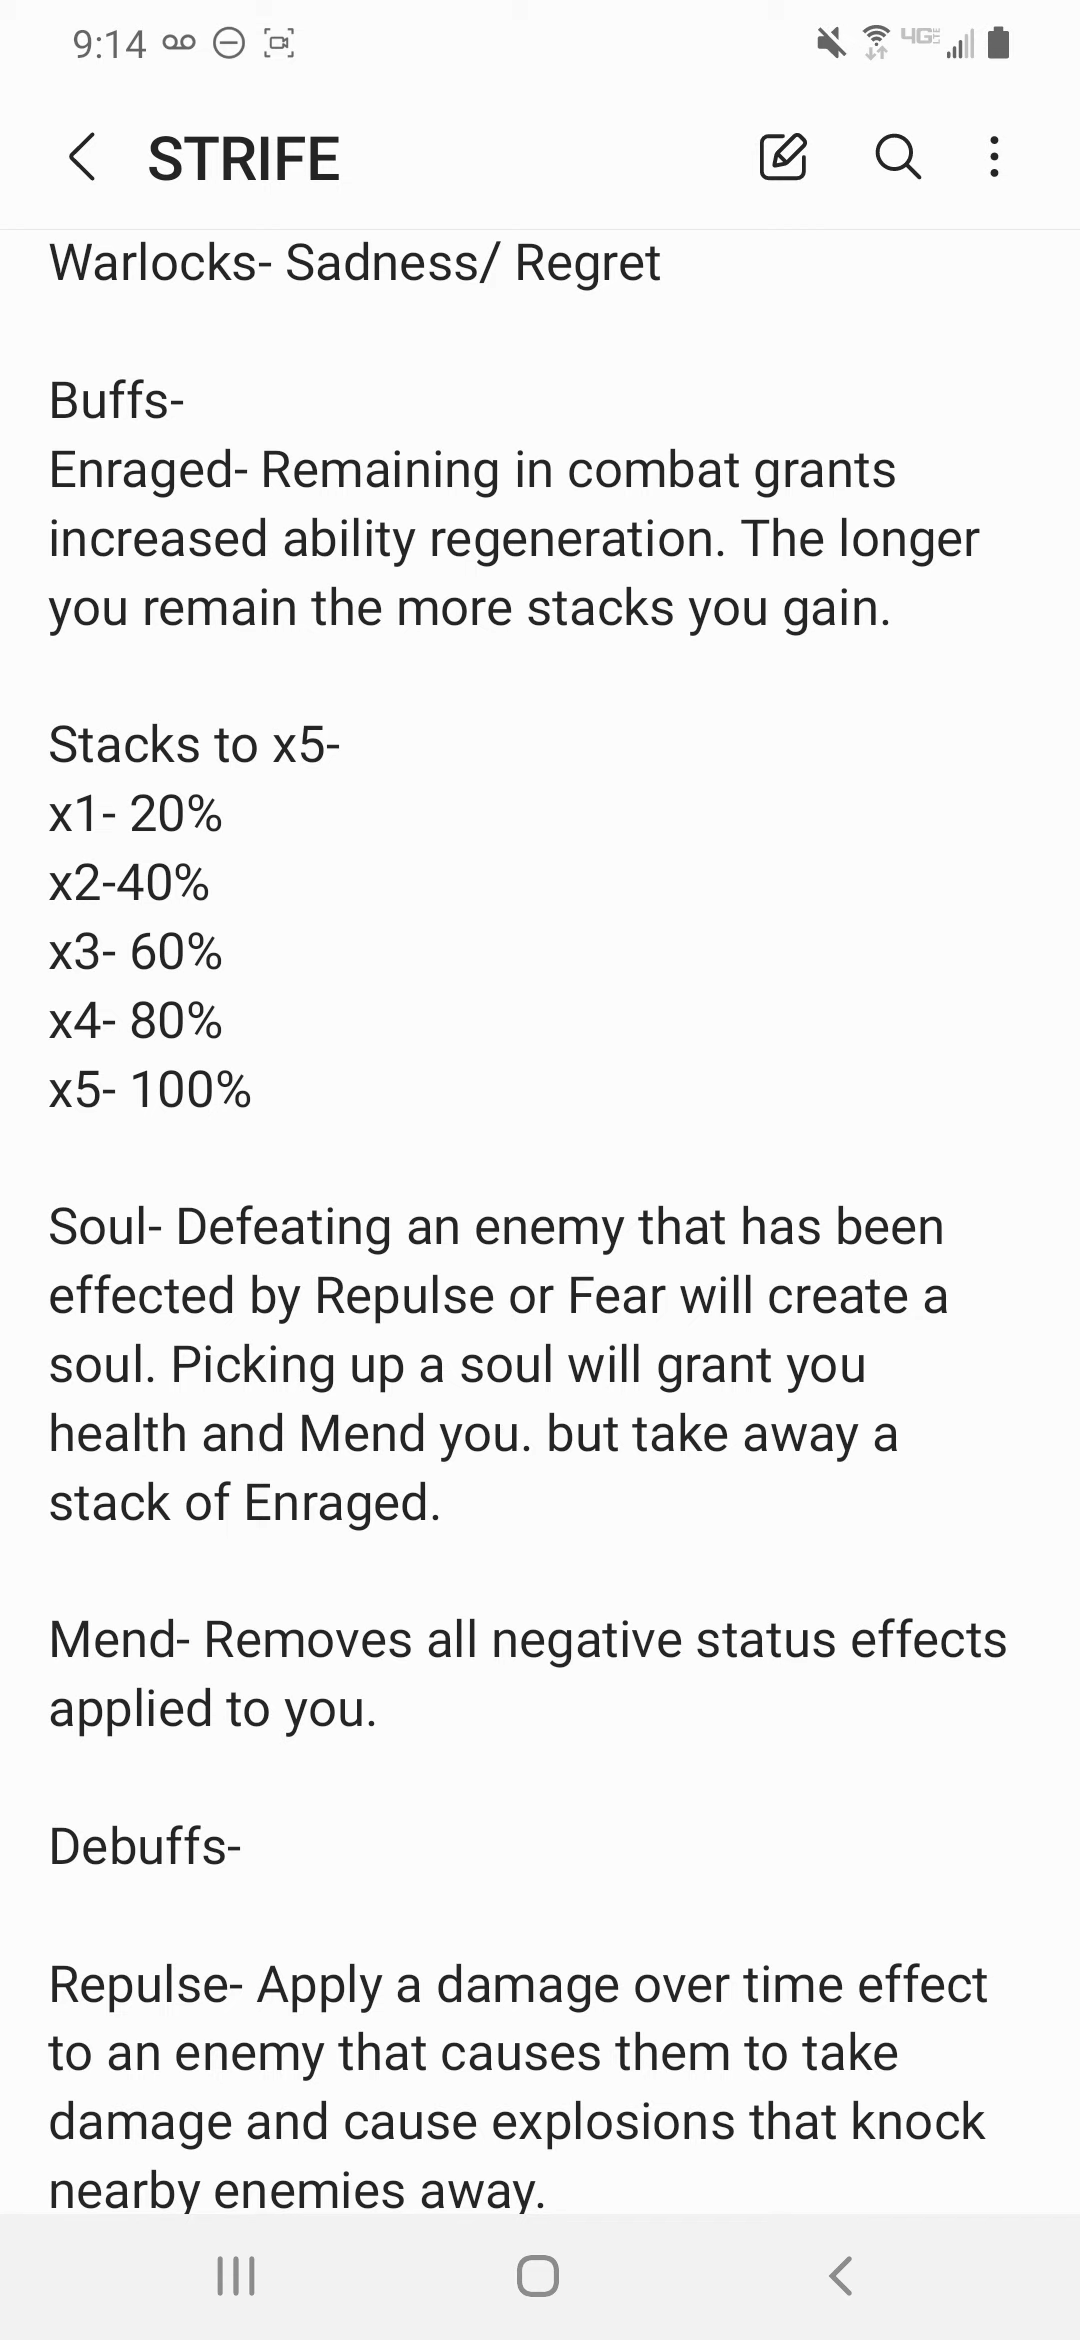 9:14
4GE LTE
STRIFE
Warlocks- Sadness/ Regret
Buffs-
Enraged- Remaining in combat grants
increased ability regeneration. The longer
you remain the more stacks you gain.
Stacks to x5-
x1- 20%
x2-40%
x3- 60%
x4- 80%
x5- 100%
Soul- Defeating an enemy that has been
effected by Repulse or Fear will create a
soul. Picking up a soul will grant you
health and Mend you. but take away a
stack of Enraged.
Mend- Removes all negative status effects
applied to you.
Debuffs-
Repulse- Apply a damage over time effect
to an enemy that causes them to take
damage and cause explosions that knock
nearby enemies away.